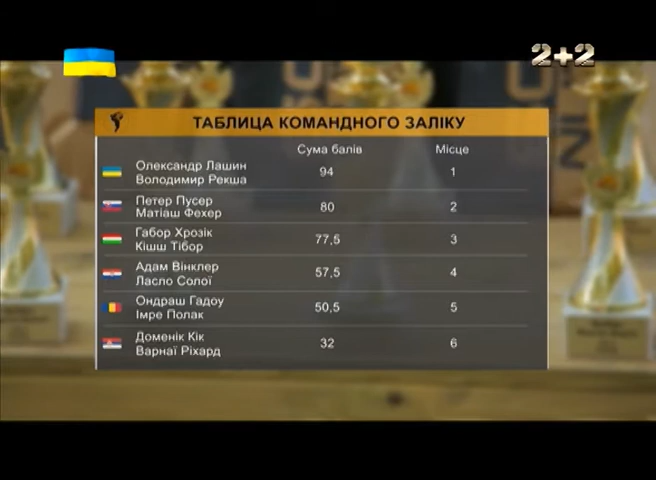 2+2
ТАБЛИЦА КОМАНДНОГО ЗАЛІКУ
Сума балів Місце
Олександр Лашин
Володимир Рекша 94 1
Петер Пусер
Матіаш Фехер 80 2
Габор Хрозік
Кішш Тібор 77,5 3
Адам Вінклер
Ласло Солої 57,5 4
Ондраш Гадоу
Імре Полак 50,5 5
Доменік Кік
Варнаї Ріхард 32 6